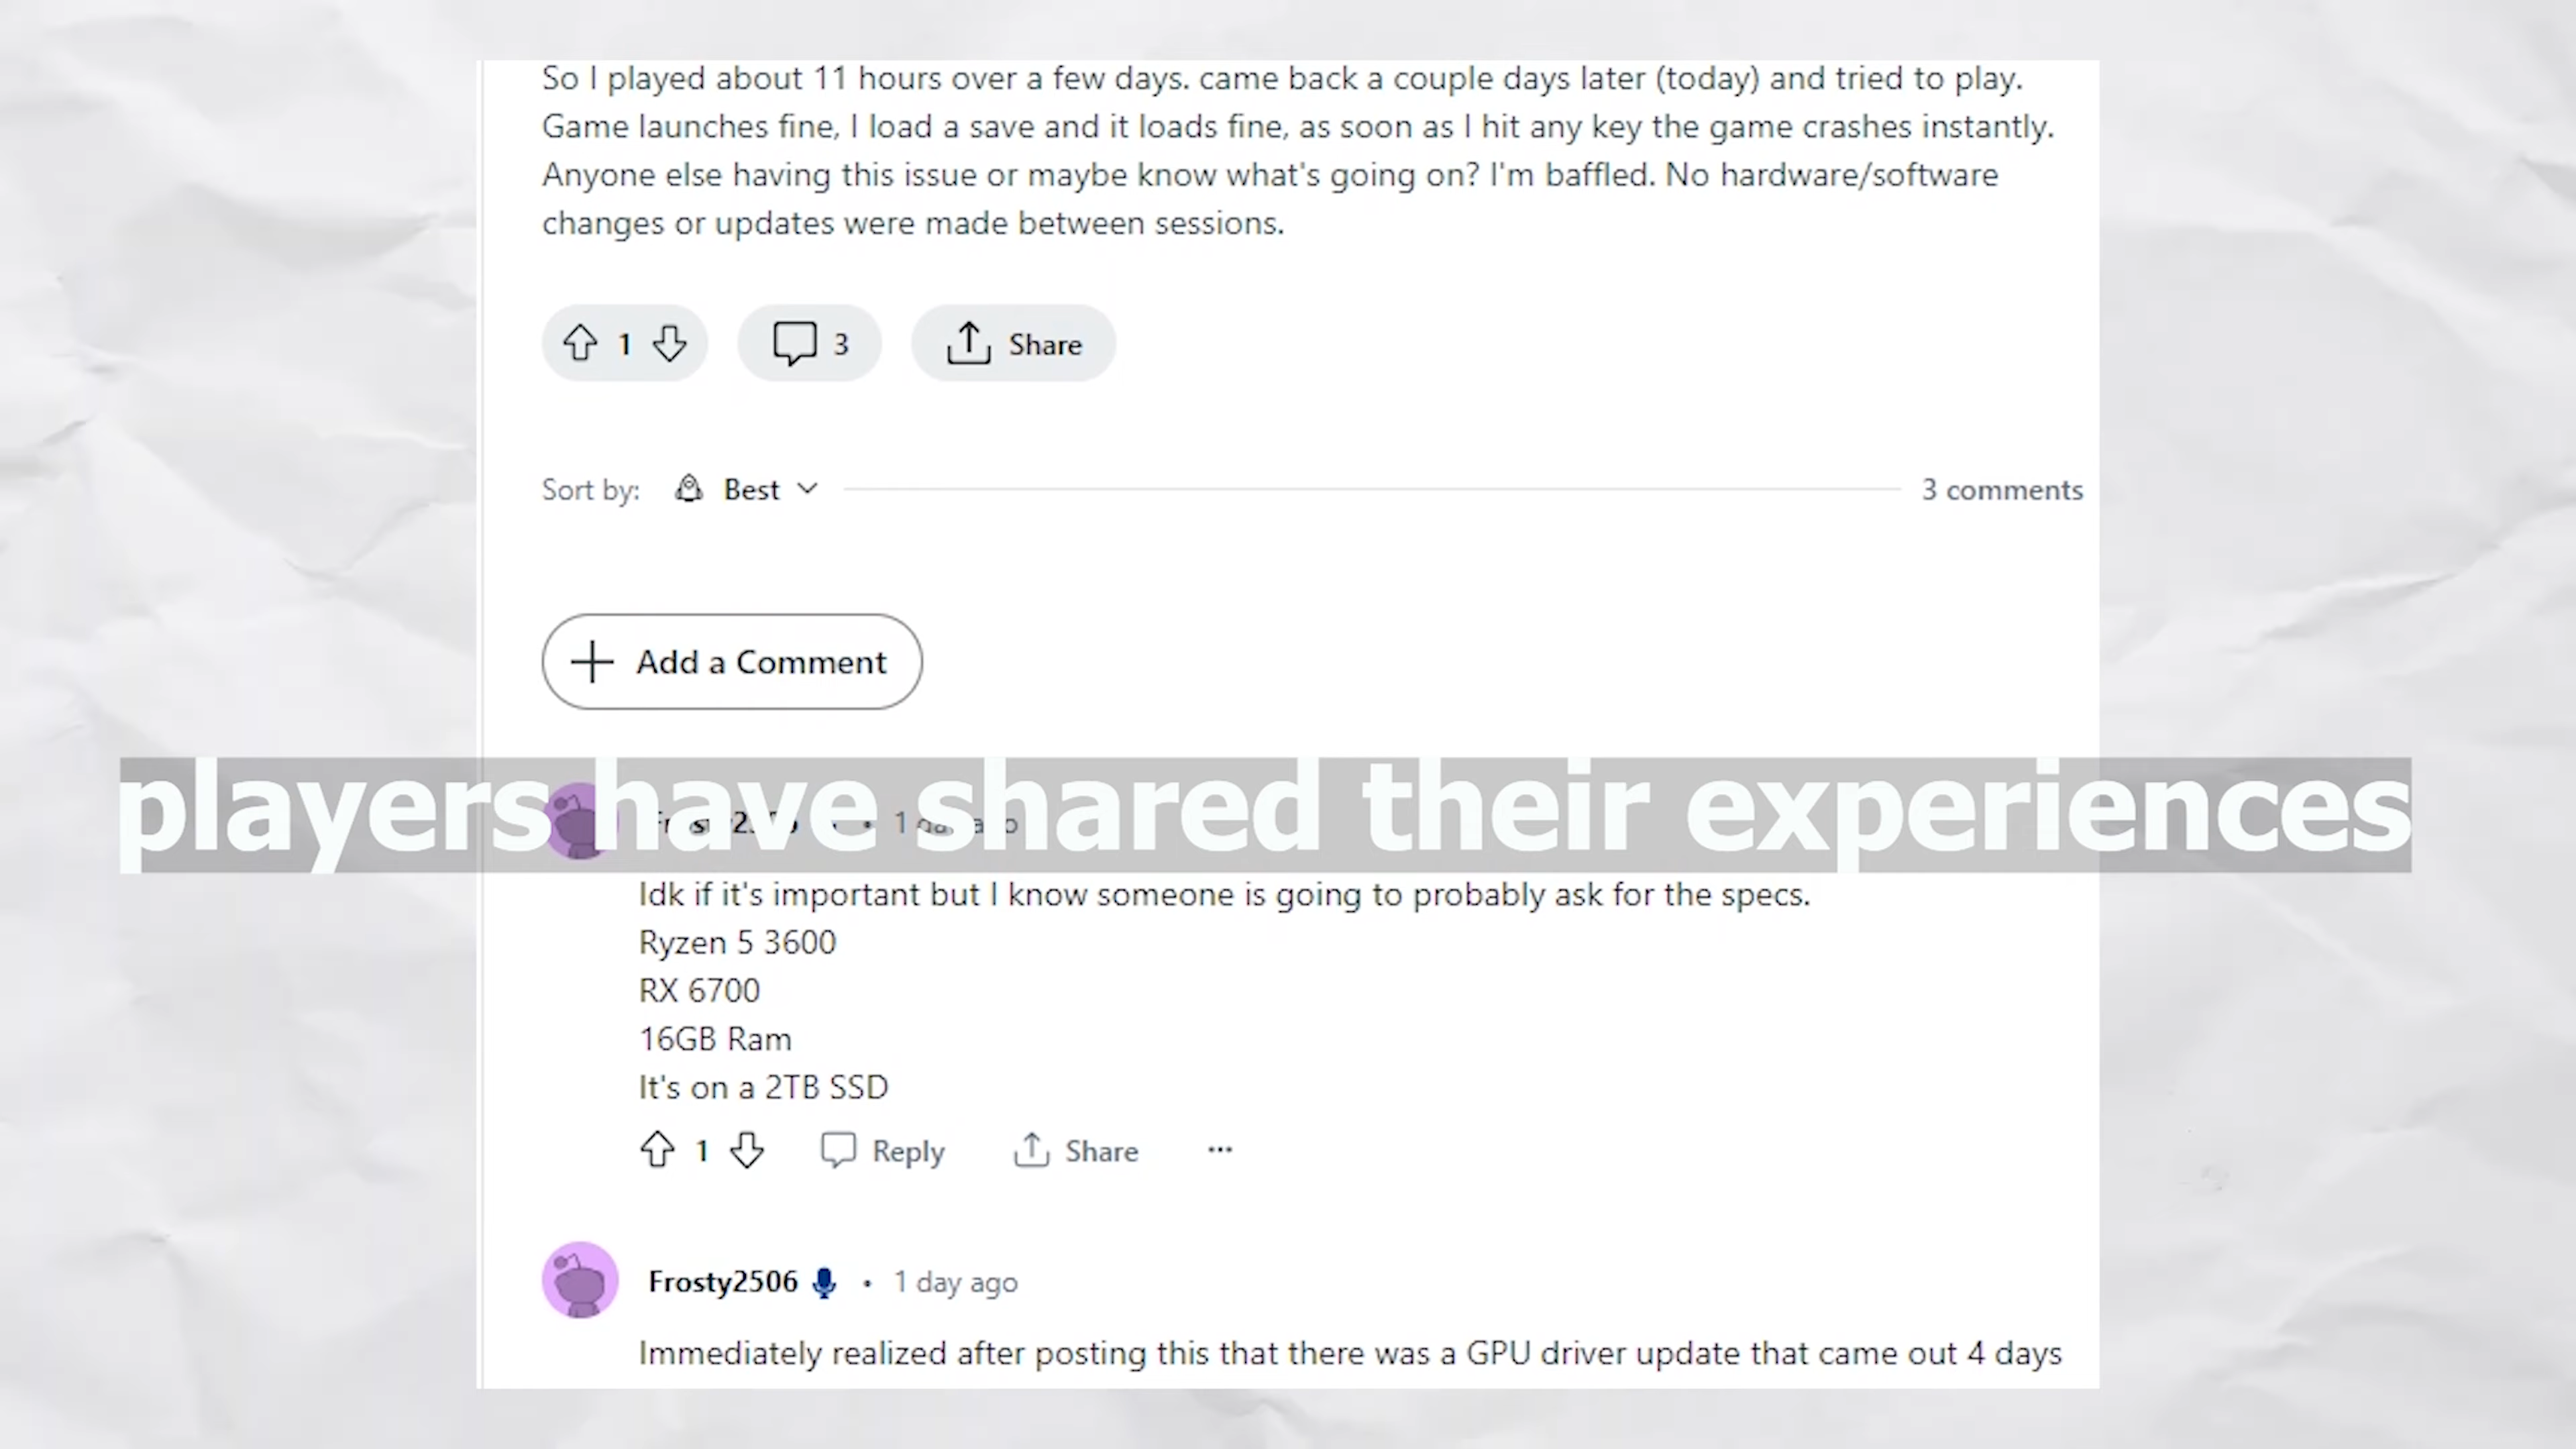 So I played about 11 hours over a few days. came back a couple days later (today) and tried to play.
Game launches fine, I load a save and it loads fine, as soon as I hit any key the game crashes instantly.
Anyone else having this issue or maybe know what's going on? I'm baffled. No hardware/software
changes or updates were made between sessions.
1 3 Share
Sort by: Best 3 comments
Add a Comment
players have shared their experiences
Idk if it's important but I know someone is going to probably ask for the specs.
Ryzen 5 3600
RX 6700
16GB Ram
It's on a 2TB SSD
1 Reply Share ...
Frosty2506 • 1 day ago
Immediately realized after posting this that there was a GPU driver update that came out 4 days